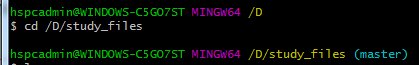 hspcadmin@WINDOWS-C5GO7ST MINGW64 /D
$ cd /D/study_files
hspcadmin@WINDOWS-C5GO7ST MINGW64 /D/study_files (master)